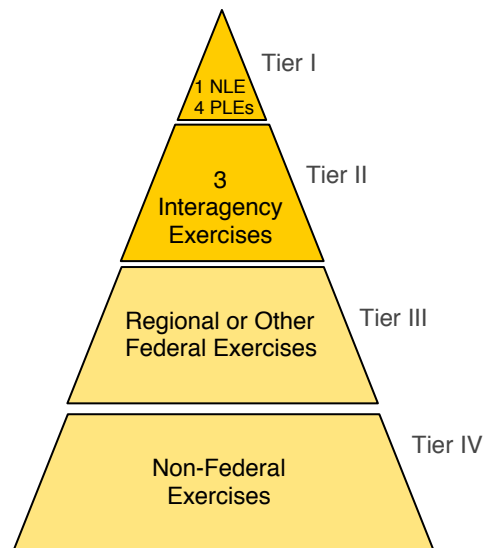 Tier I
1 NLE
4 PLEs
Tier II
3
Interagency
Exercises
Tier III
Regional or Other
Federal Exercises
Tier IV
Non-Federal
Exercises